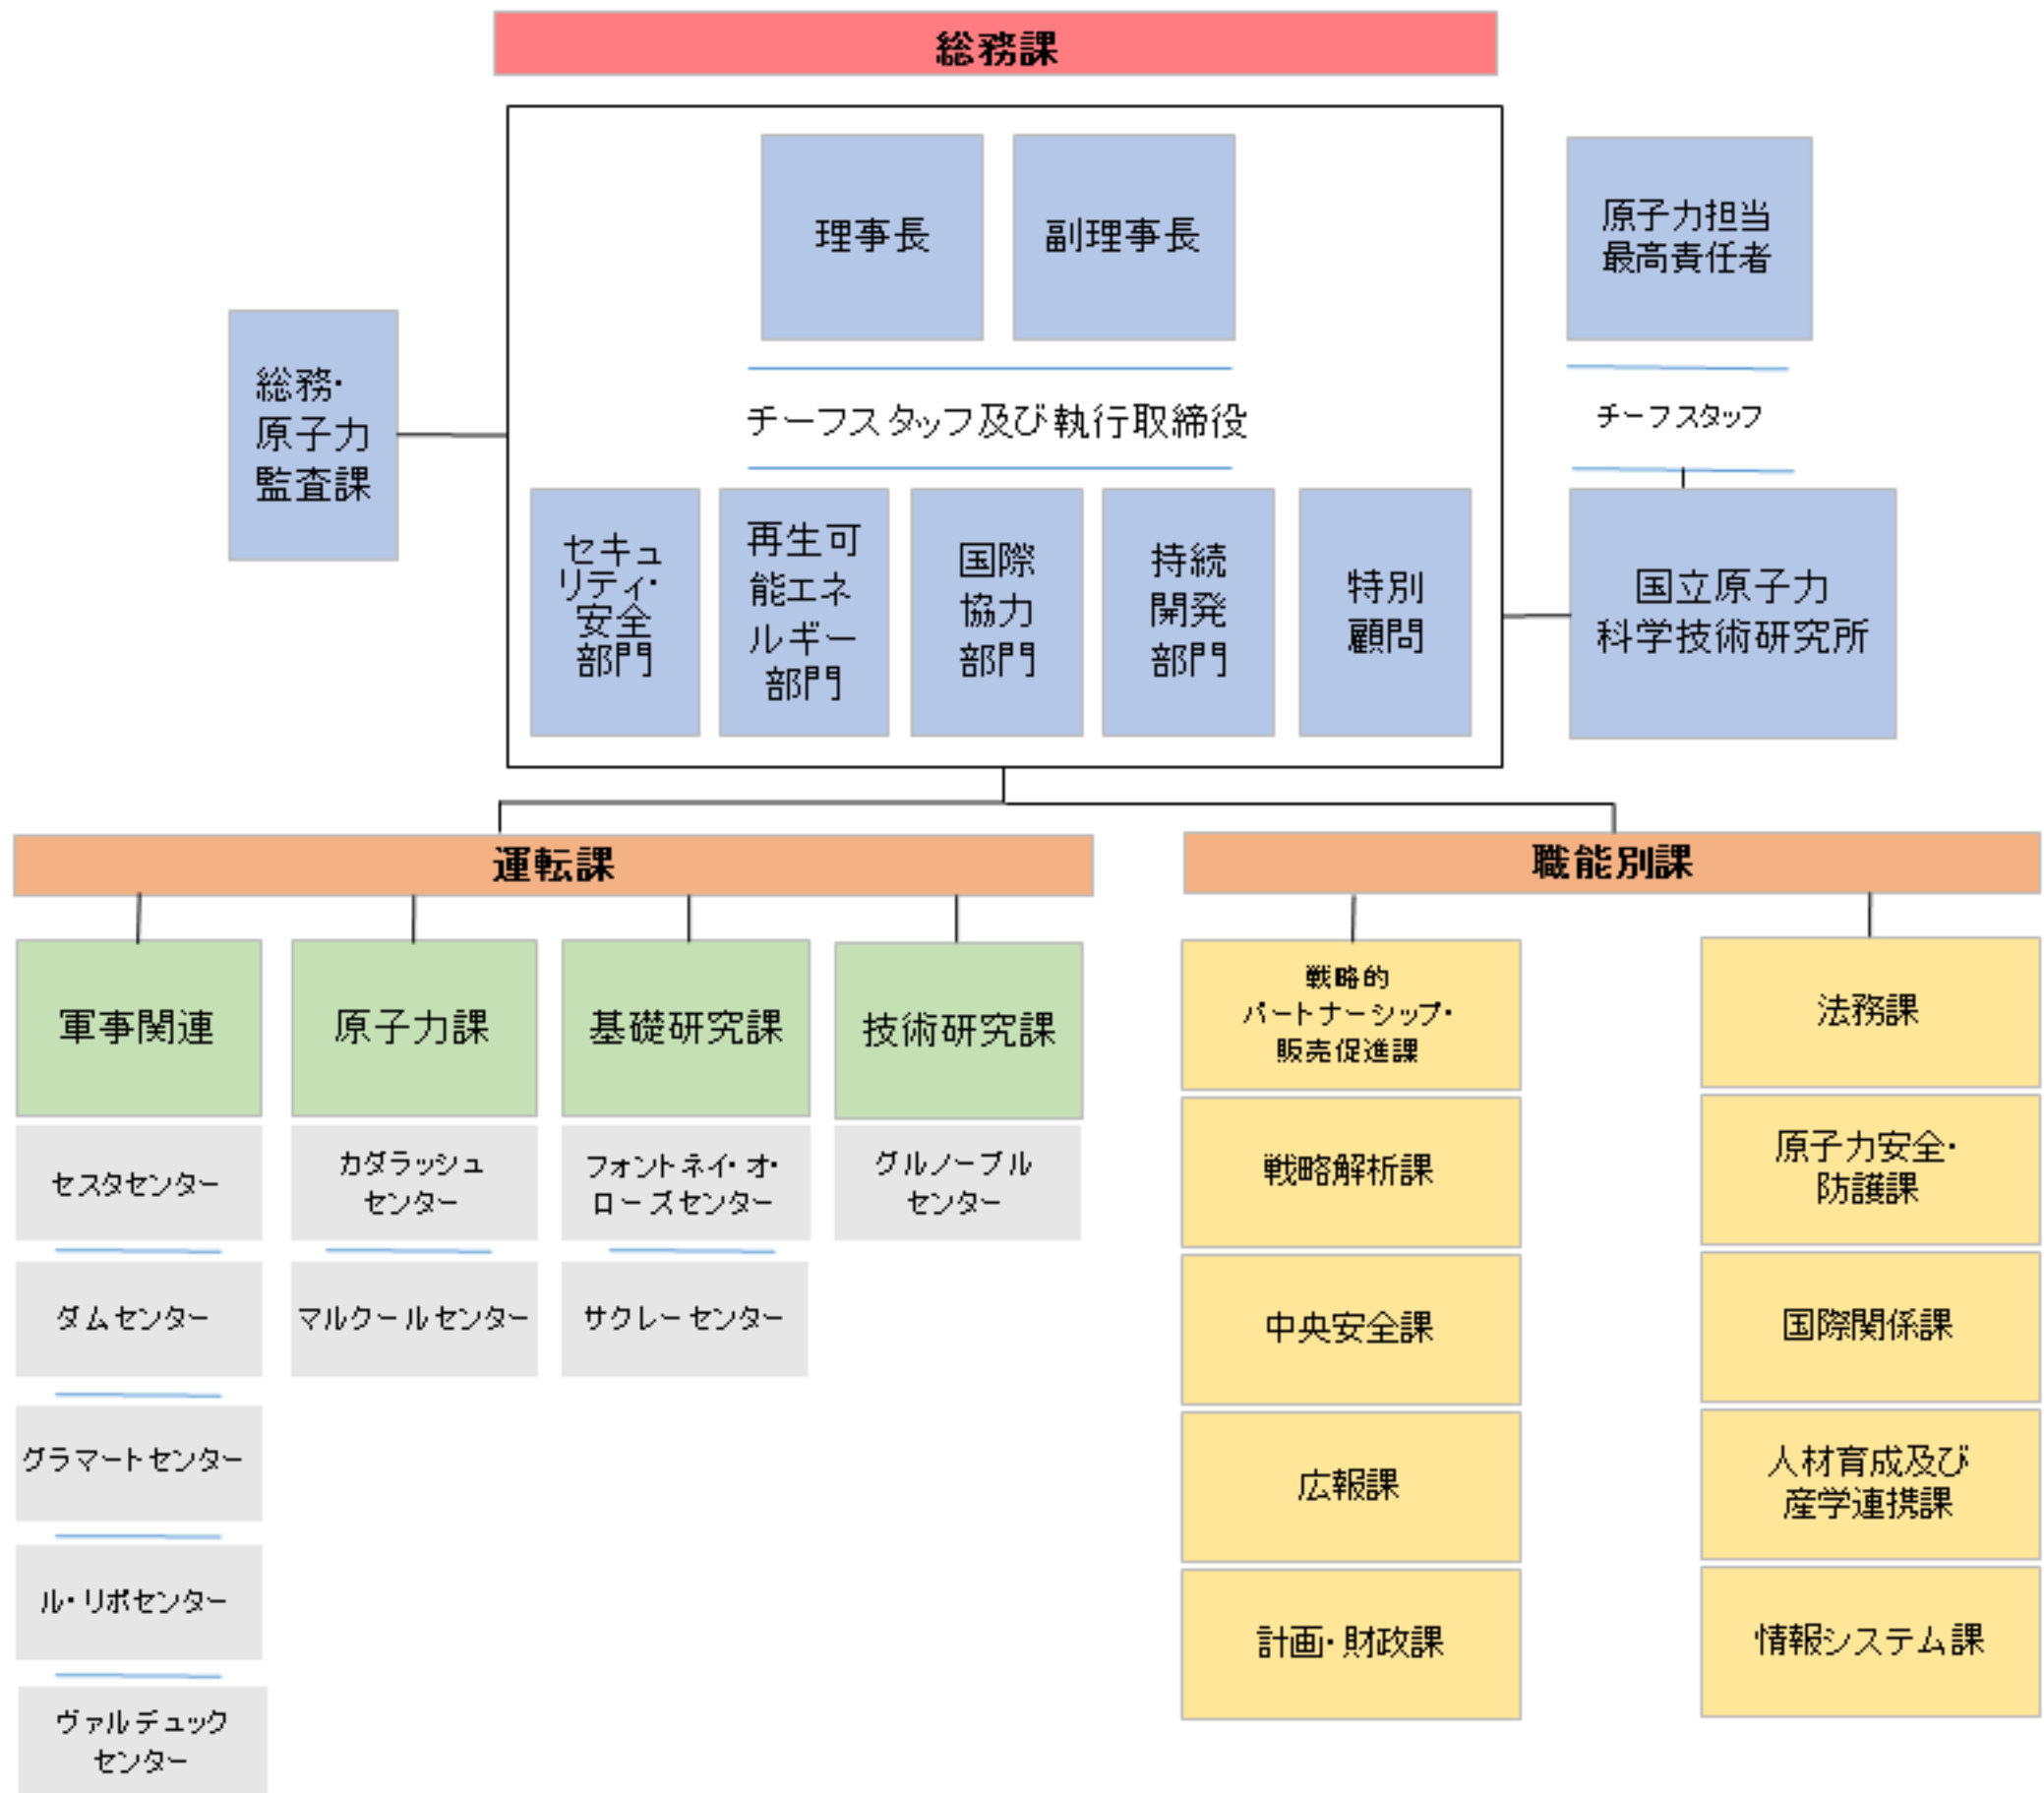 総務課
理事長
副理事長
原子力担当
最高責任者
総務・
原子力
監査課
チーフスタッフ及び執行取締役
チーフスタッフ
セキュ
リティ・
安全
部門
再生可
能エネ
ルギー
部門
国際
協力
部門
持続
開発
部門
特別
顧問
国立原子力
科学技術研究所
運転課
職能別課
軍事関連
原子力課
基礎研究課
技術研究課
セスタセンター
カダラッシュ
センター
フォントネイ・オ・
ローズセンター
グルノーブル
センター
ダムセンター
マルクールセンター
サクレーセンター
グラマートセンター
ル・リポセンター
ヴァルデュック
センター
戦略的
パートナーシップ・
販売促進課
法務課
戦略解析課
原子力安全・
防護課
中央安全課
国際関係課
広報課
人材育成及び
産学連携課
計画・財政課
情報システム課